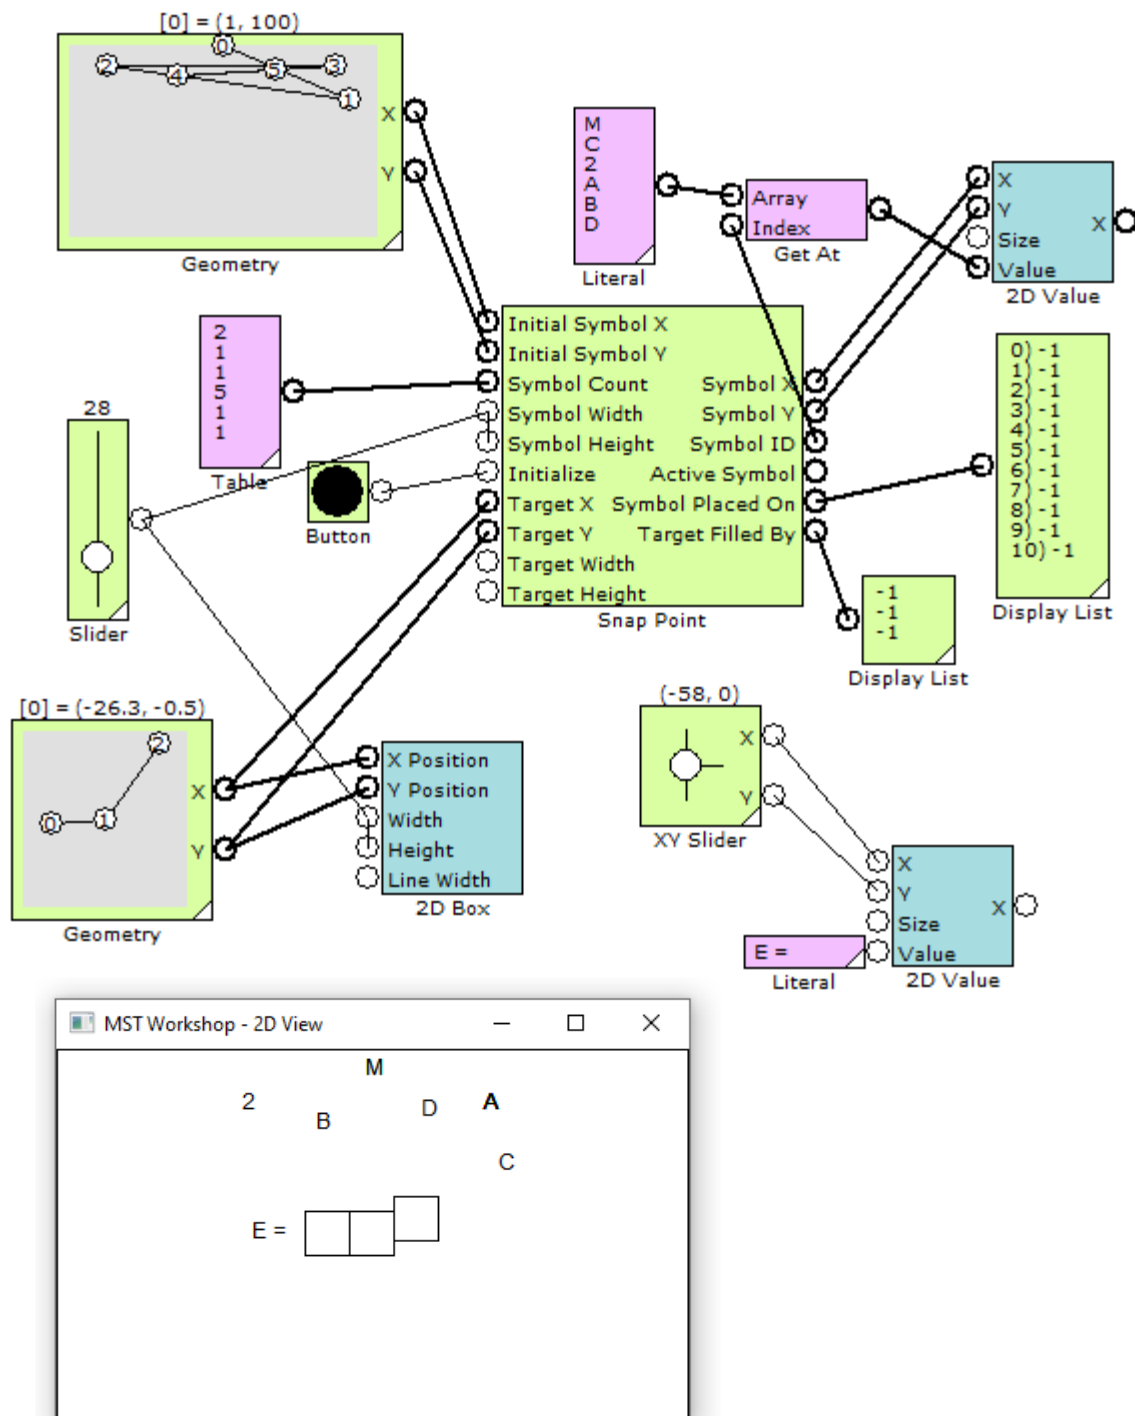 [0] = (1, 100)
0
2
4
5
3
1
X
Y
Geometry
M
C
2
A
B
D
Literal
Array
Index
Get At
X
Y
Size
Value
X
2D Value
2
1
1
5
1
1
Table
28
Slider
Button
Initial Symbol X
Initial Symbol Y
Symbol Count
Symbol X
Symbol Width
Symbol Y
Symbol Height
Symbol ID
Initialize
Active Symbol
Target X
Symbol Placed On
Target Y
Target Filled By
Target Width
Target Height
Snap Point
0) -1
1) -1
2) -1
3) -1
4) -1
5) -1
6) -1
7) -1
8) -1
9) -1
10) -1
Display List
-1
-1
-1
Display List
[0] = (-26.3, -0.5)
2
0
1
X
Y
Geometry
X Position
Y Position
Width
Height
Line Width
2D Box
(-58, 0)
X
Y
XY Slider
X
Y
Size
Value
X
2D Value
E =
Literal
MST Workshop - 2D View
M
2
B
D
A
C
E =